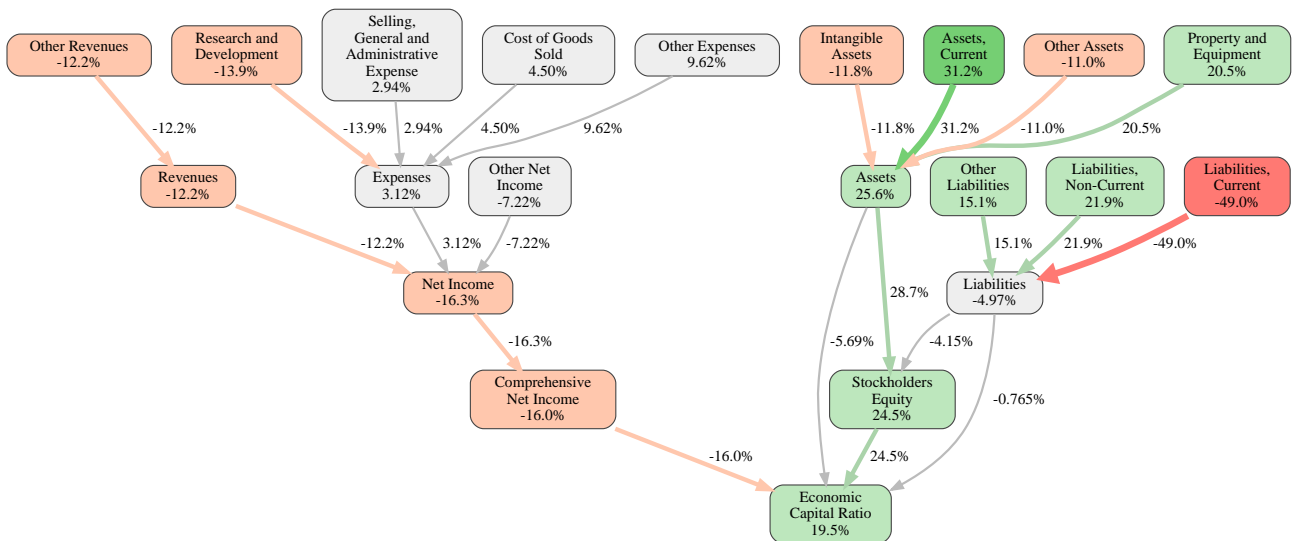 Other Revenues
-12.2%
Research and
Development
-13.9%
Selling,
General and
Administrative
Expense
2.94%
Cost of Goods
Sold
4.50%
Other Expenses
9.62%
Intangible
Assets
-11.8%
Assets,
Current
31.2%
Other Assets
-11.0%
Property and
Equipment
20.5%
-12.2%
-13.9%
2.94%
4.50%
9.62%
-11.8%
31.2%
-11.0%
20.5%
Revenues
-12.2%
Expenses
3.12%
Other Net
Income
-7.22%
Assets
25.6%
Other
Liabilities
15.1%
Liabilities,
Non-Current
21.9%
Liabilities,
Current
-49.0%
-12.2%
3.12%
-7.22%
15.1%
21.9%
-49.0%
Net Income
-16.3%
28.7%
Liabilities
-4.97%
-16.3%
-5.69%
-4.15%
Comprehensive
Net Income
-16.0%
Stockholders
Equity
24.5%
-0.765%
-16.0%
24.5%
Economic
Capital Ratio
19.5%